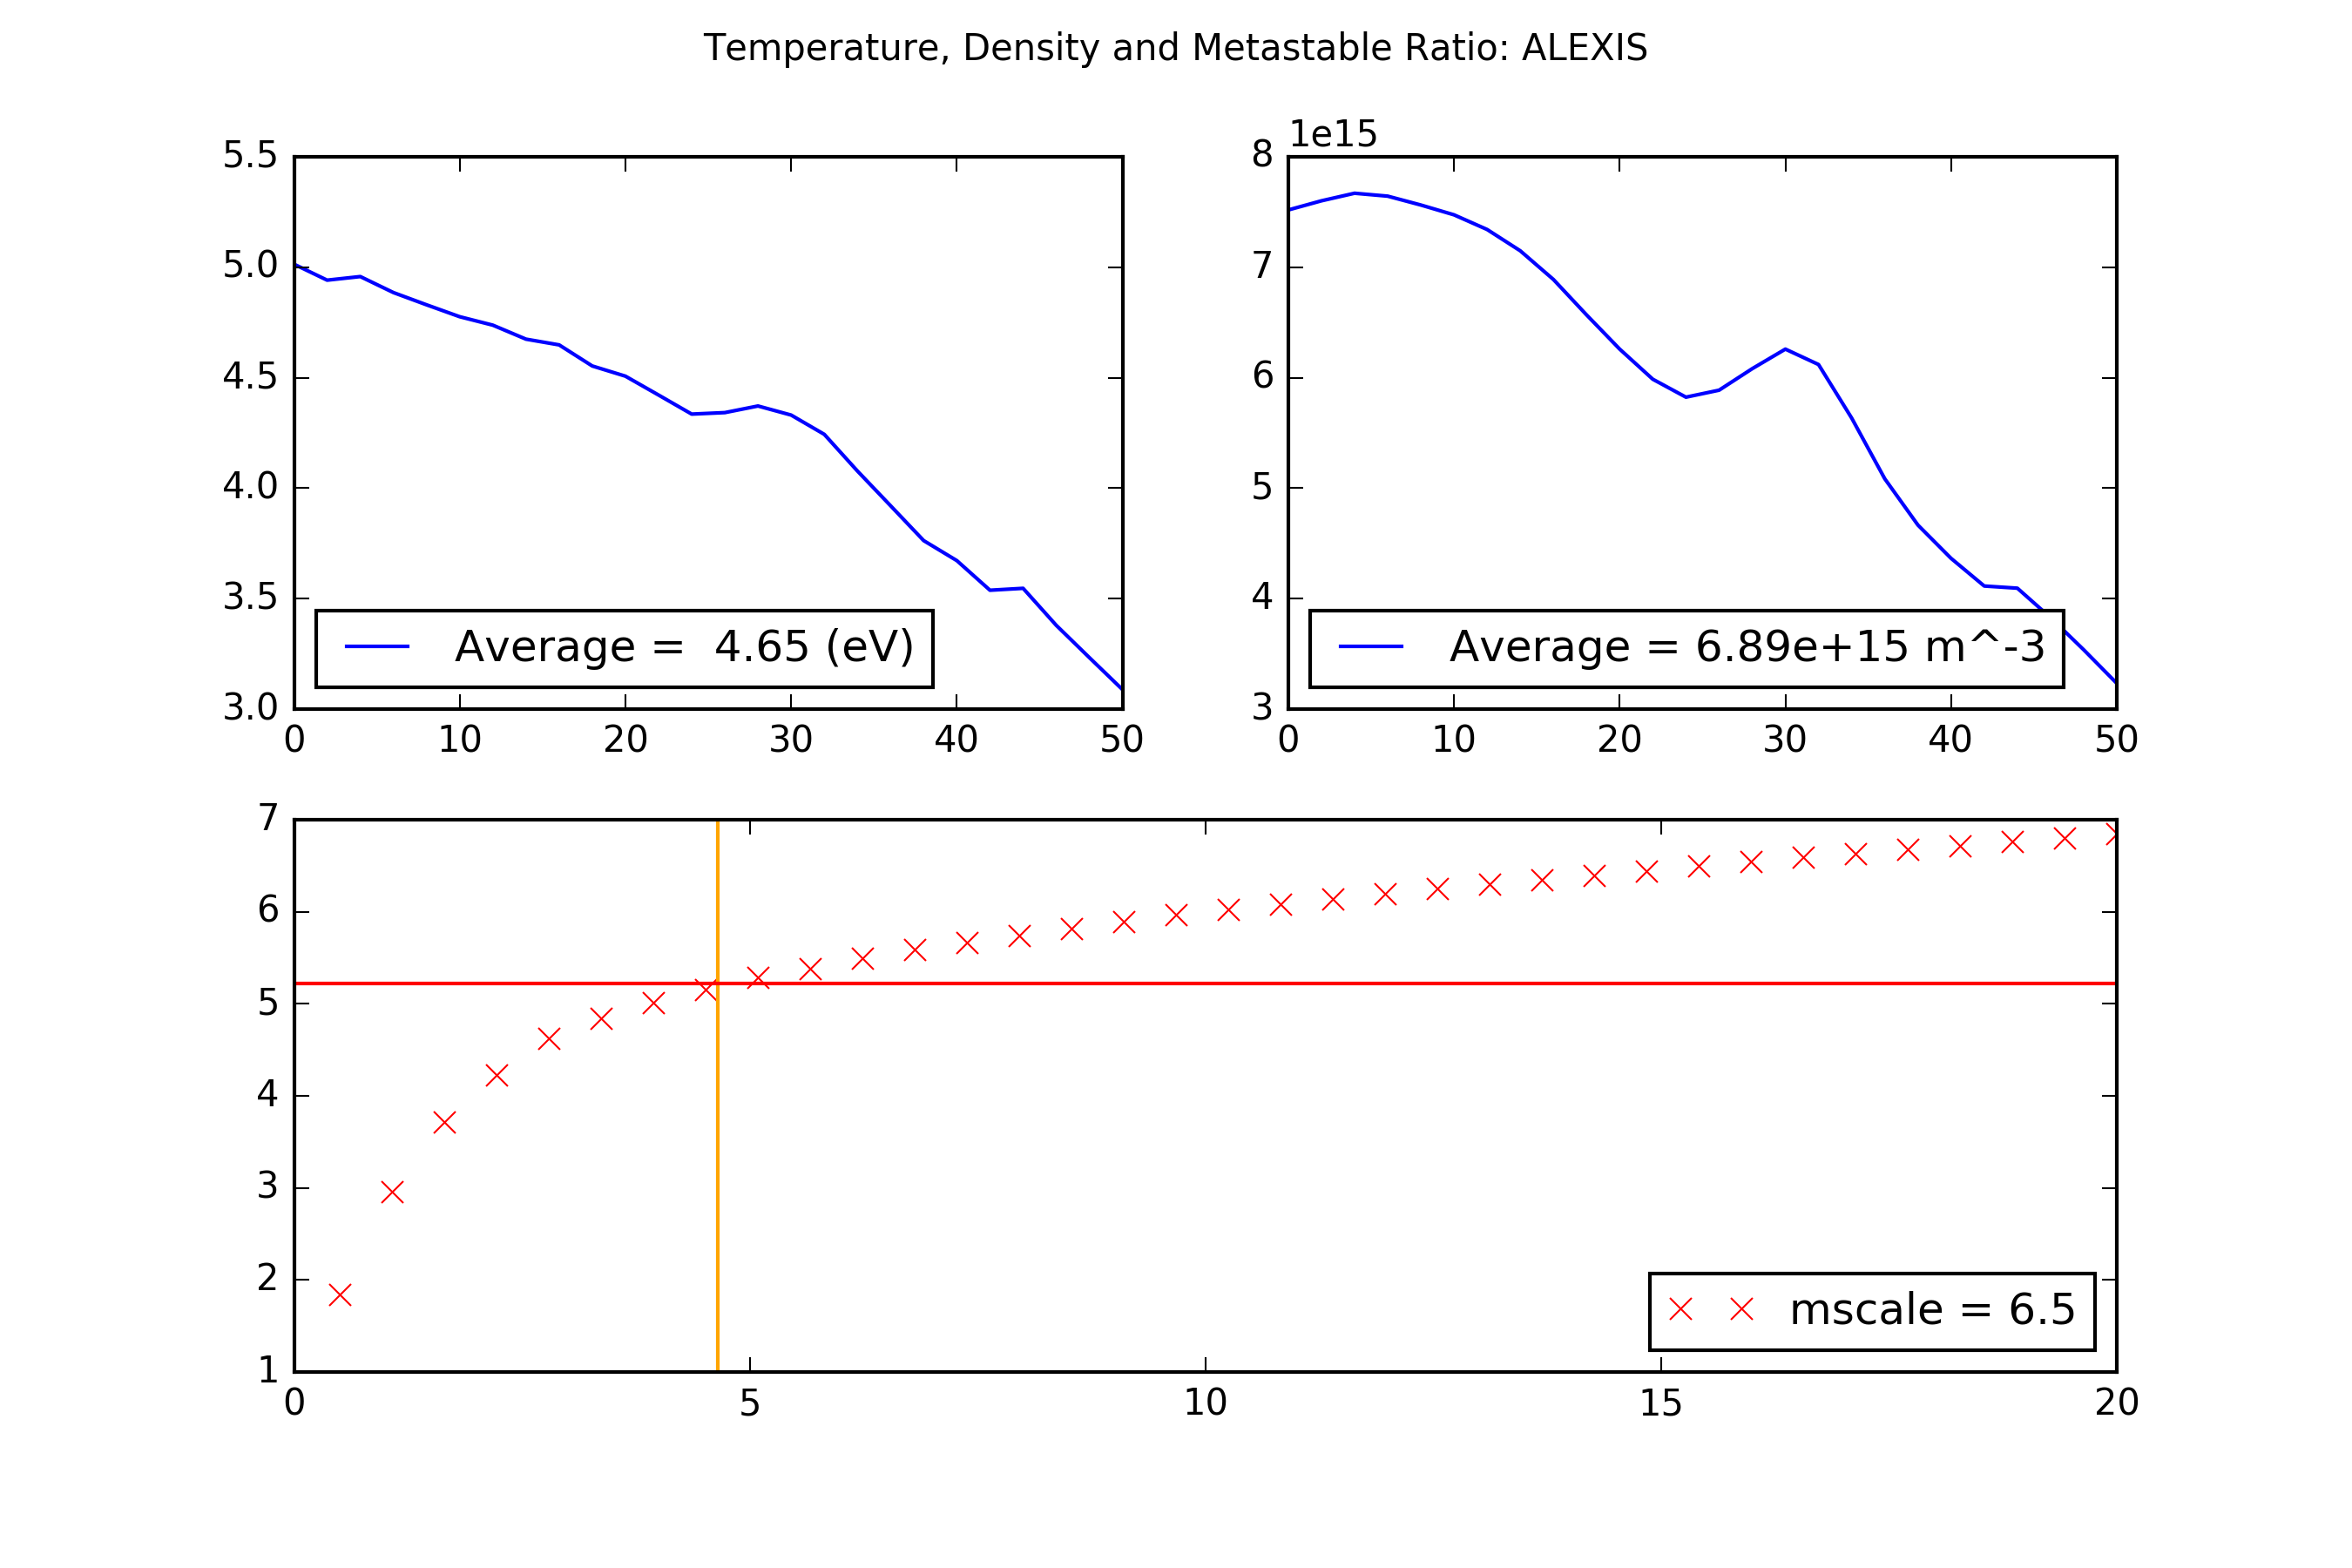 Temperature, Density and Metastable Ratio: ALEXIS
5.5
5.0
4.5
4.0
3.5
3.0
0 10 20 30 40 50
Average =  4.65 (eV)
1e15
8
7
6
5
4
3
0 10 20 30 40 50
Average = 6.89e+15 m^-3
7
6
5
4
3
2
1
0 5 10 15 20
mscale = 6.5